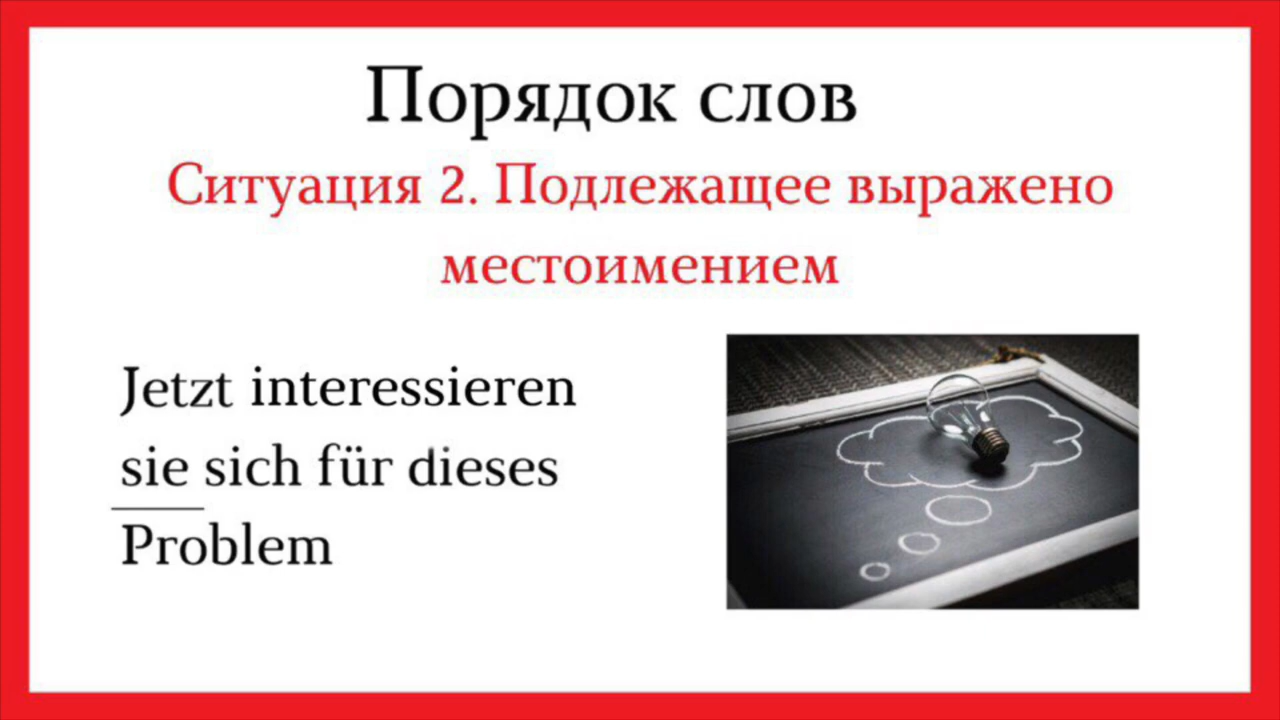 Порядок слов
Ситуация 2. Подлежащее выражено
местоимением
Jetzt interessieren
sie sich für dieses
Problem